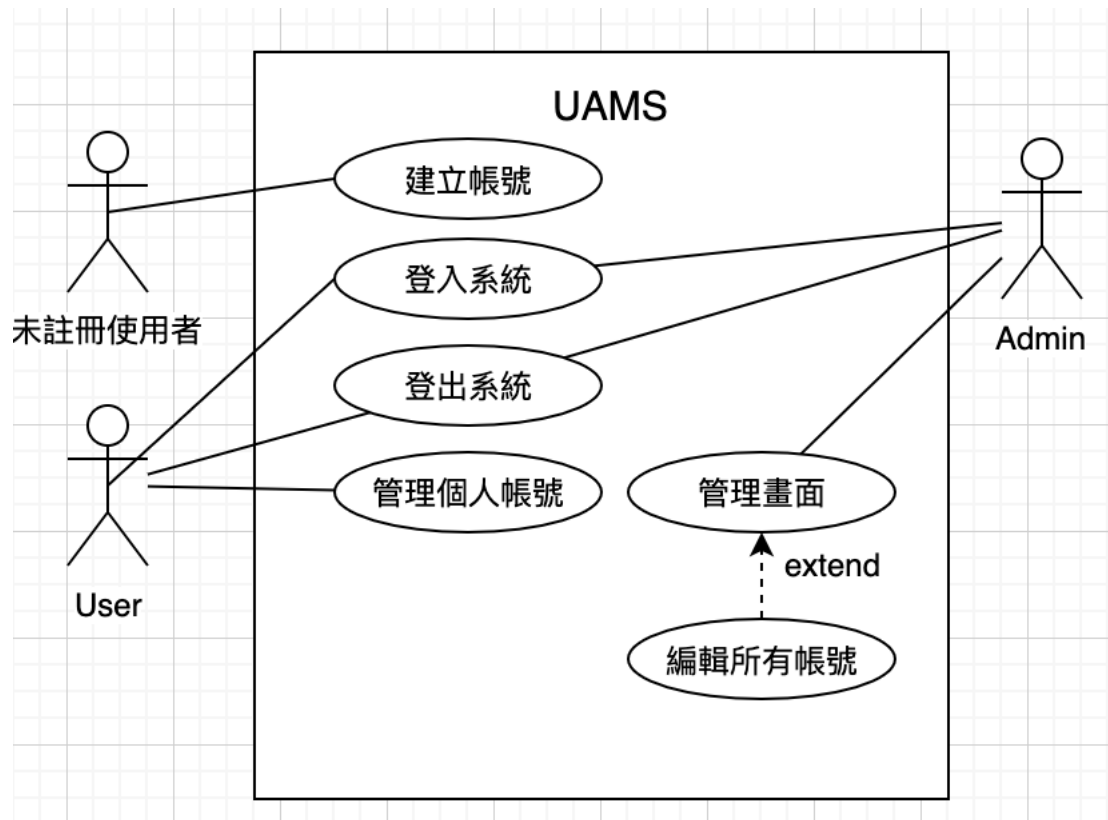 UAMS
建立帳號
登入系統
未註冊使用者
Admin
登出系統
管理個人帳號
管理畫面
extend
User
編輯所有帳號